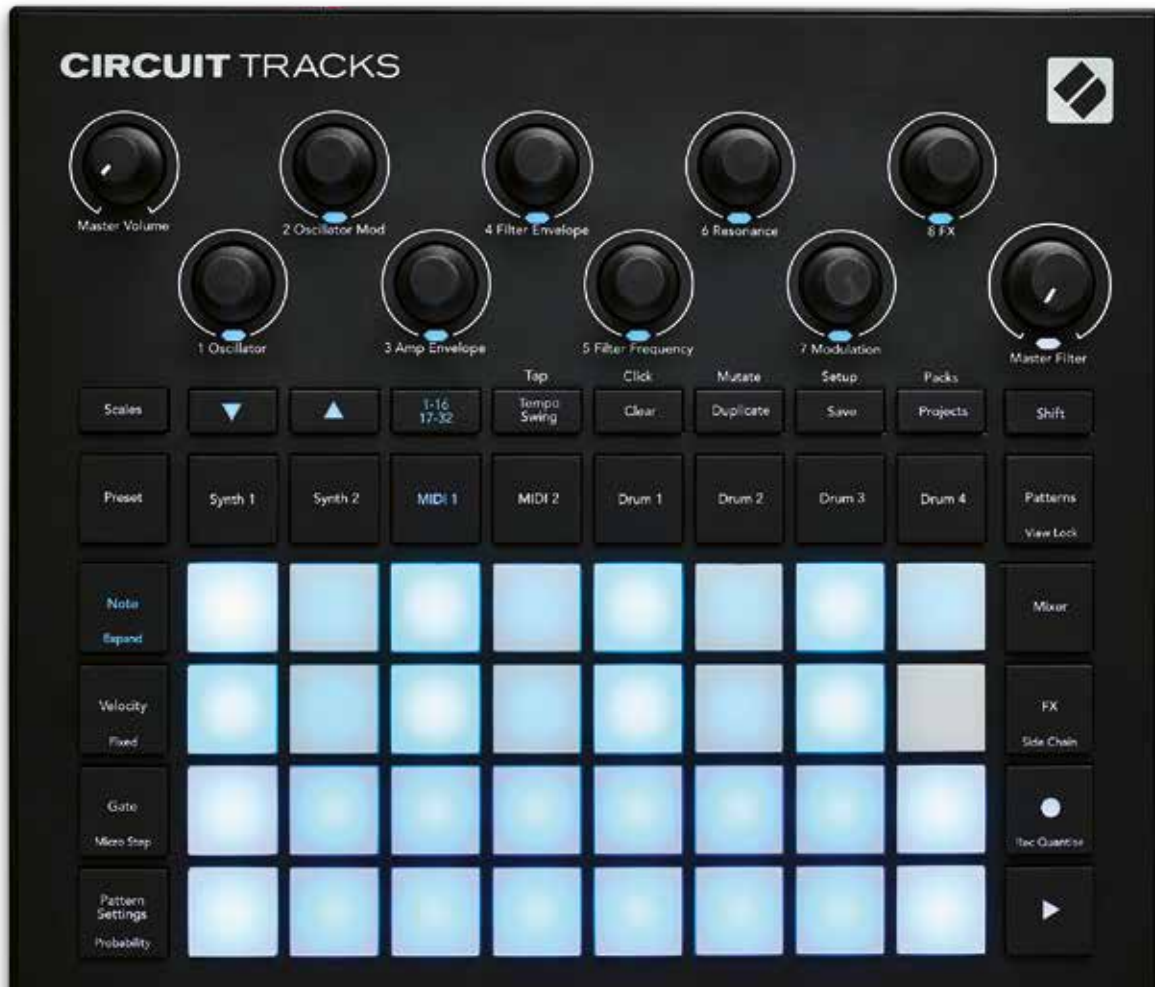 CIRCUIT TRACKS
Master Volume
2 Oscillator Mod
4 Filter Envelope
6 Resonance
8 FX
1 Oscillator
3 Amp Envelope
5 Filter Frequency
7 Modulation
Master Filter
Tap
Click
Mutate
Setup
Packs
Scales
1-16
17-32
Tempo
Swing
Clear
Duplicate
Save
Projects
Shift
Preset
Synth 1
Synth 2
MIDI 1
MIDI 2
Drum 1
Drum 2
Drum 3
Drum 4
Patterns
View Lock
Note
Expand
Mixer
Velocity
Fixed
FX
Side Chain
Gate
Micro Step
Rec Quantise
Pattern
Settings
Probability